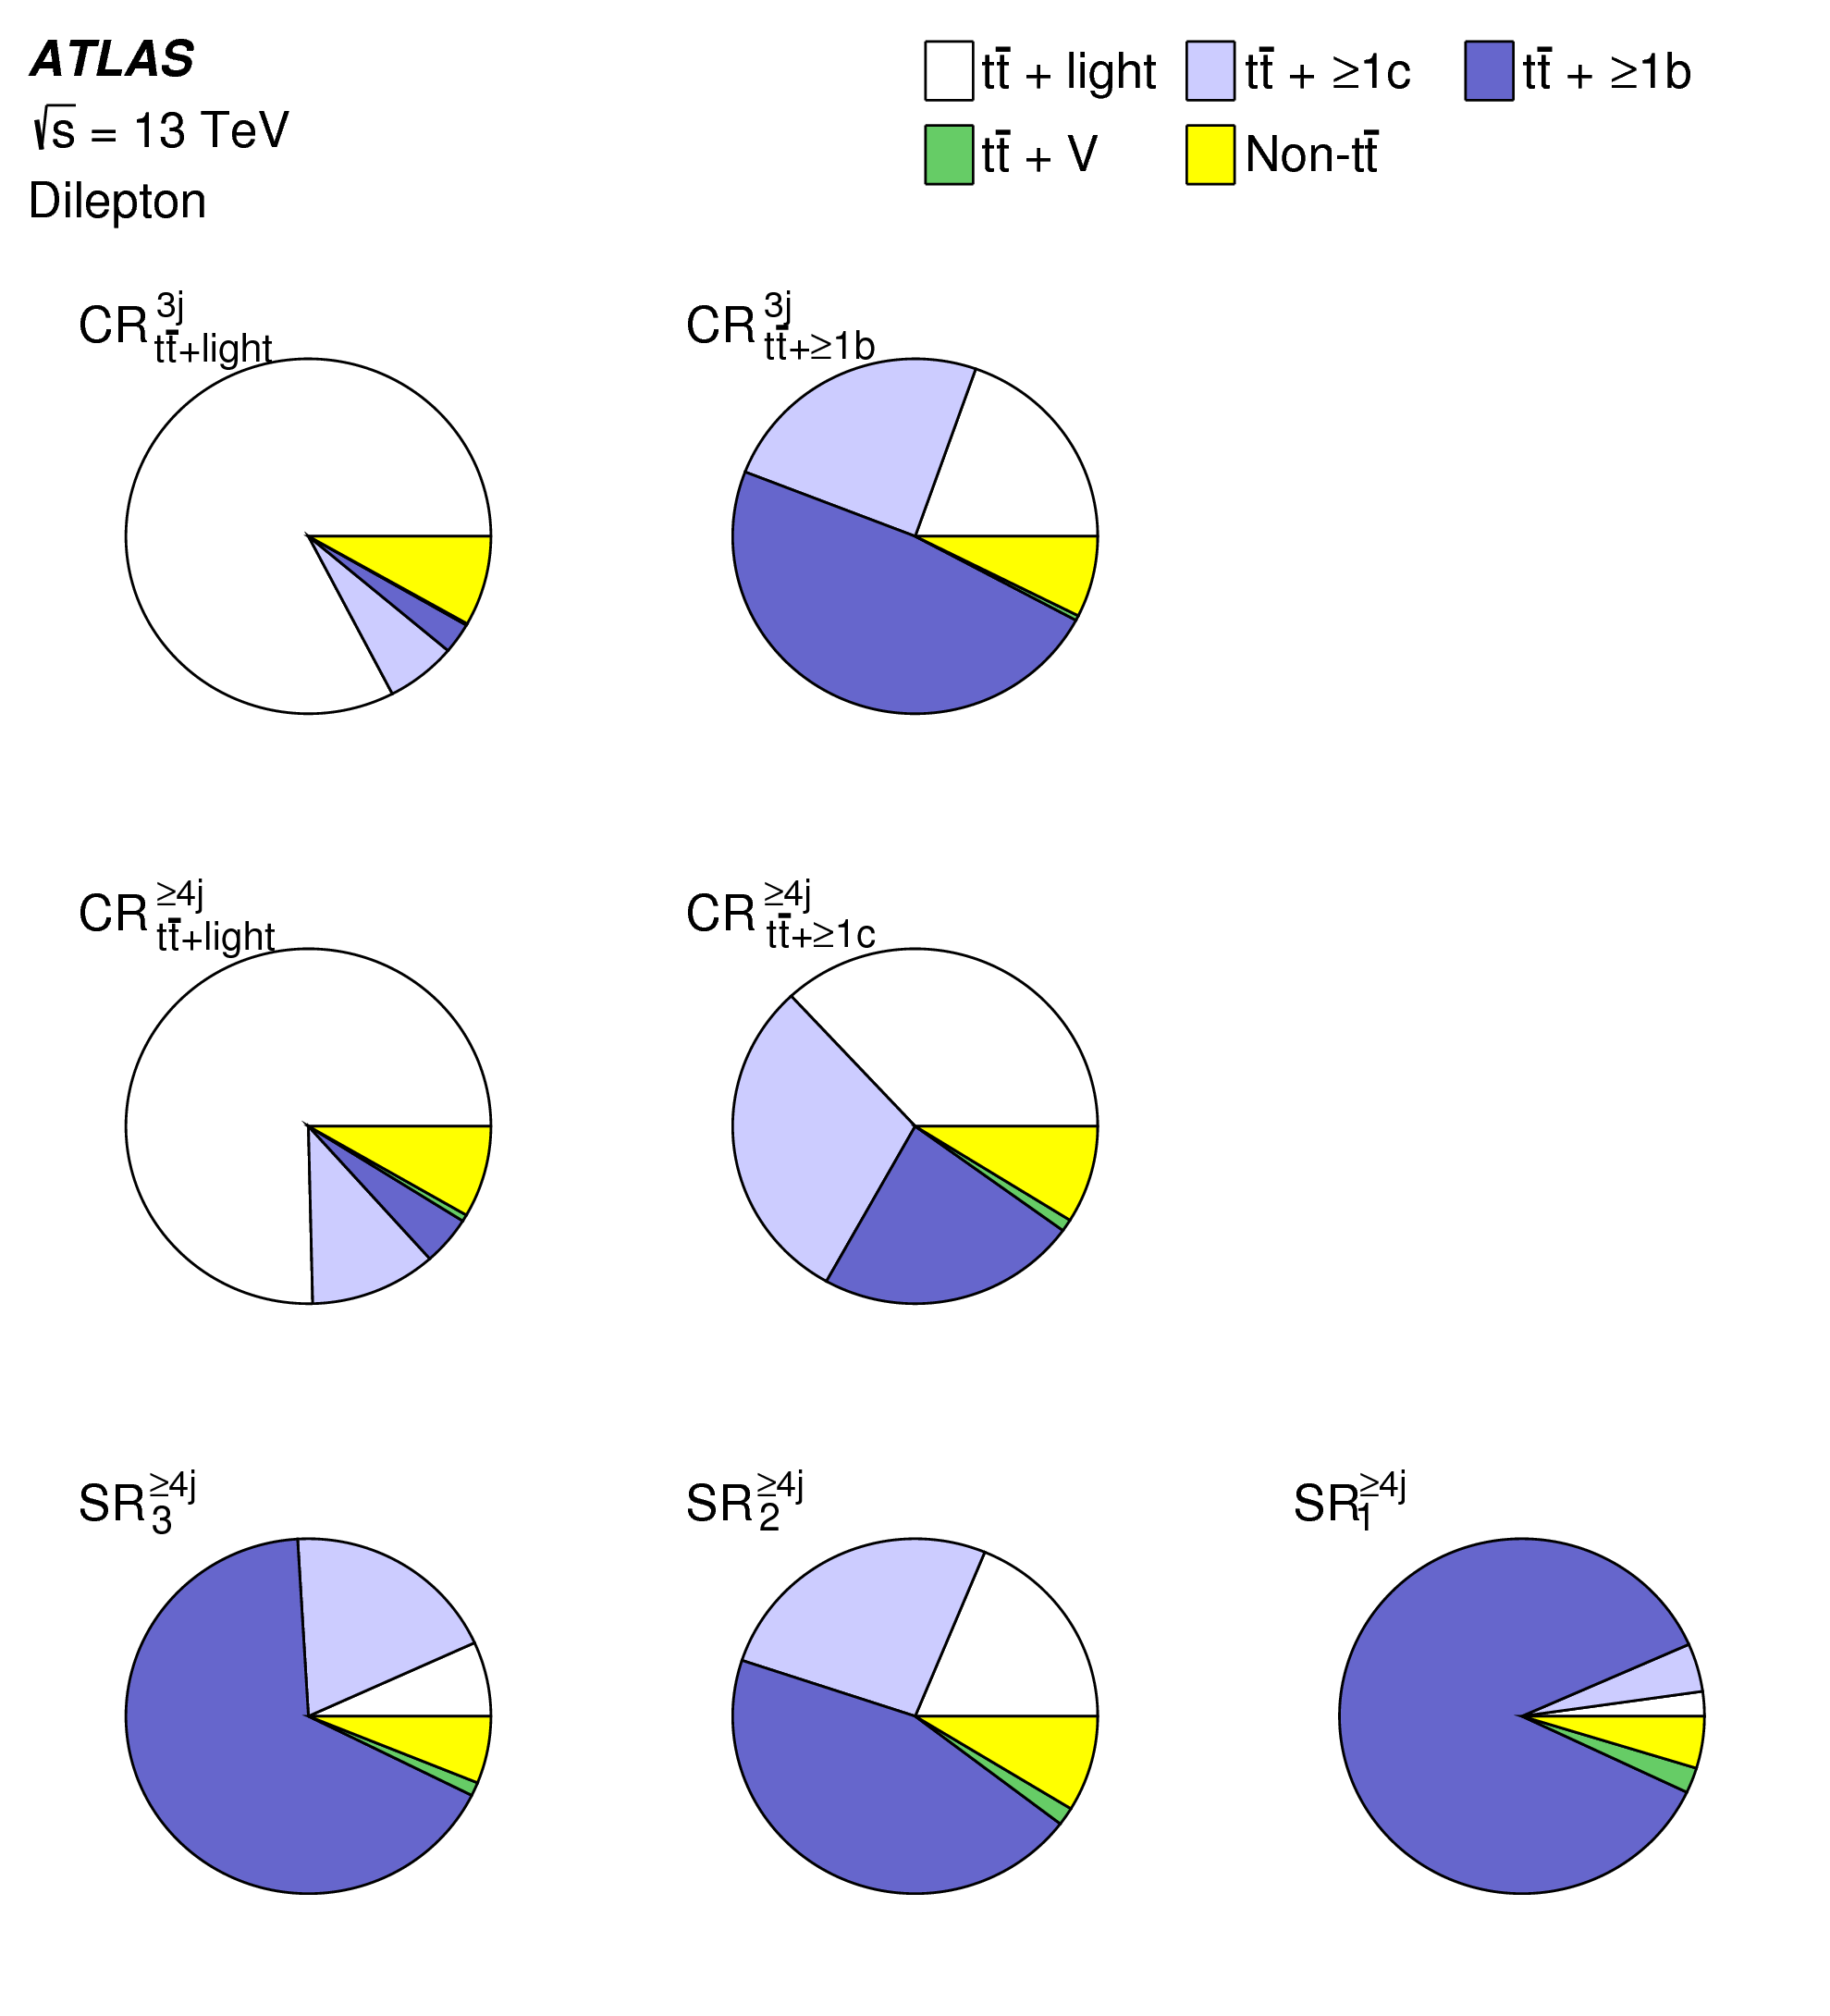 ATLAS
√s = 13 TeV
Dilepton
tt̄ + light
tt̄ + ≥1c
tt̄ + ≥1b
tt̄ + V
Non-tt̄
CR 3j tt̄+light
CR 3j tt̄+≥1b
CR ≥4j tt̄+light
CR ≥4j tt̄+≥1c
SR ≥4j 3
SR ≥4j 2
SR ≥4j 1